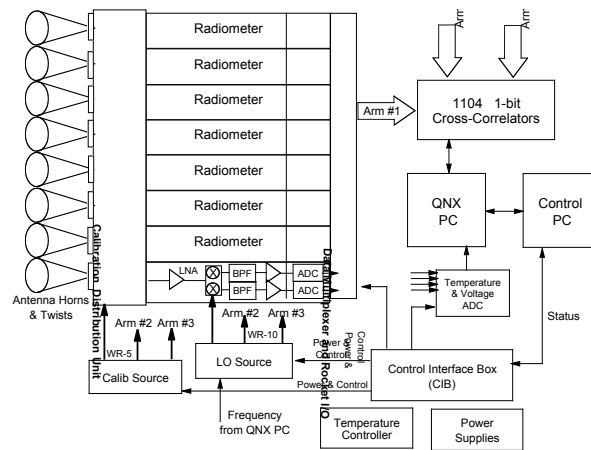 Arm
Arm
Radiometer
Radiometer
Radiometer
Radiometer
Radiometer
Radiometer
Radiometer
Arm #1
1104 1-bit
Cross-Correlators
QNX
PC
Control
PC
Calibration Distribution Unit
Data Multiplexer and Rocket I/O
LNA
BPF
ADC
BPF
ADC
Antenna Horns
& Twists
Temperature
& Voltage
ADC
Status
Arm #2
Arm #3
WR-5
Arm #2
Arm #3
WR-10
Power &
Control
Power &
Control
Calib Source
LO Source
Power & Control
Control Interface Box
(CIB)
Frequency
from QNX PC
Temperature
Controller
Power
Supplies